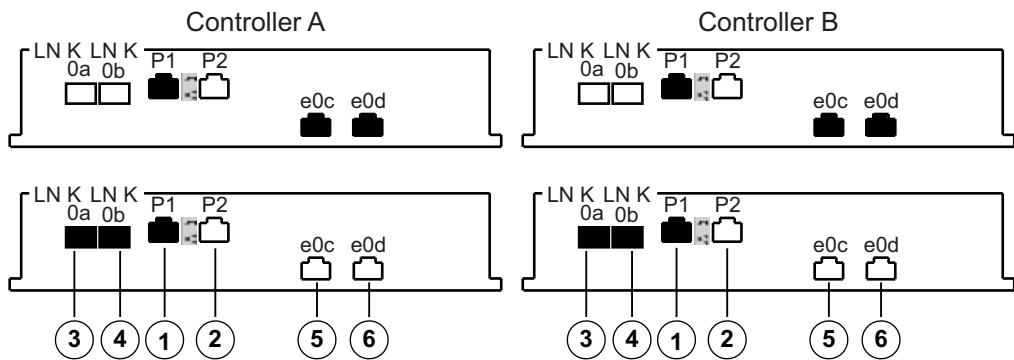 Controller A
Controller B
LN K LN K
0a 0b P1 P2
e0c e0d
LN K LN K
0a 0b P1 P2
e0c e0d
LN K LN K
0a 0b P1 P2
e0c e0d
3 4 1 2 5 6
LN K LN K
0a 0b P1 P2
e0c e0d
3 4 1 2 5 6